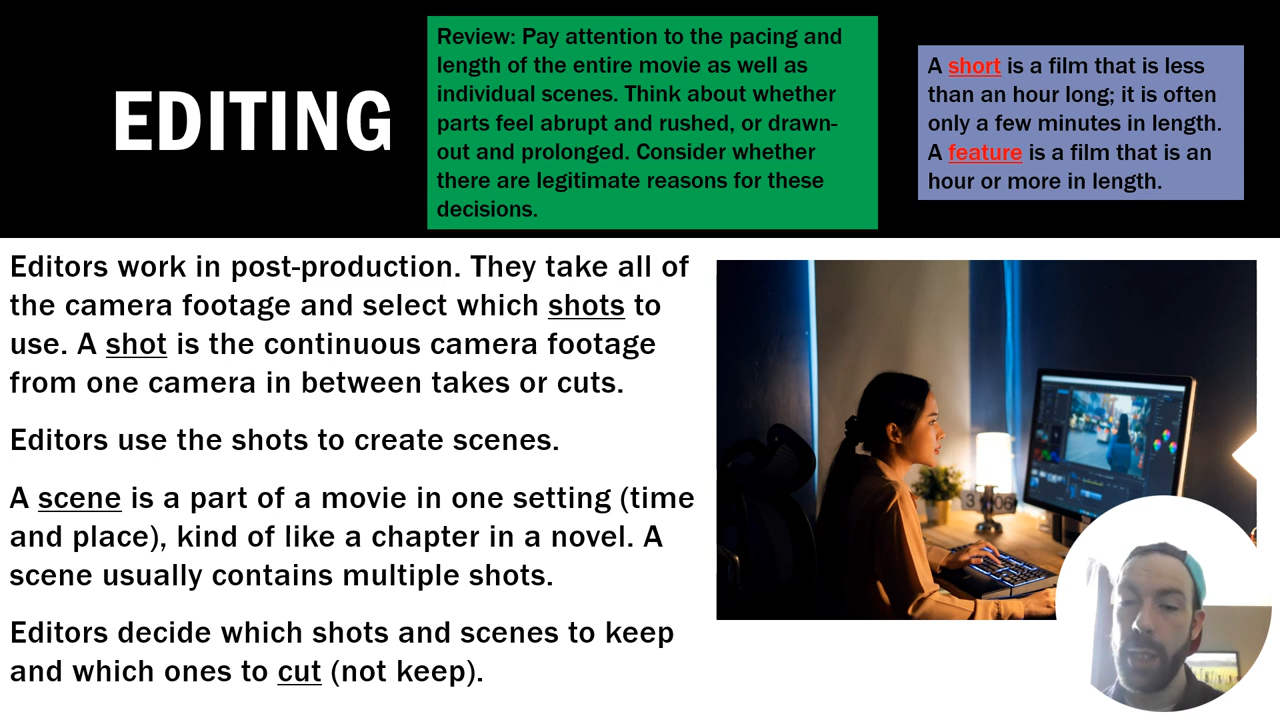 EDITING
Review: Pay attention to the pacing and
length of the entire movie as well as
individual scenes. Think about whether
parts feel abrupt and rushed, or drawn-
out and prolonged. Consider whether
there are legitimate reasons for these
decisions.
A short is a film that is less
than an hour long; it is often
only a few minutes in length.
A feature is a film that is an
hour or more in length.
Editors work in post-production. They take all of
the camera footage and select which shots to
use. A shot is the continuous camera footage
from one camera in between takes or cuts.
Editors use the shots to create scenes.
A scene is a part of a movie in one setting (time
and place), kind of like a chapter in a novel. A
scene usually contains multiple shots.
Editors decide which shots and scenes to keep
and which ones to cut (not keep).